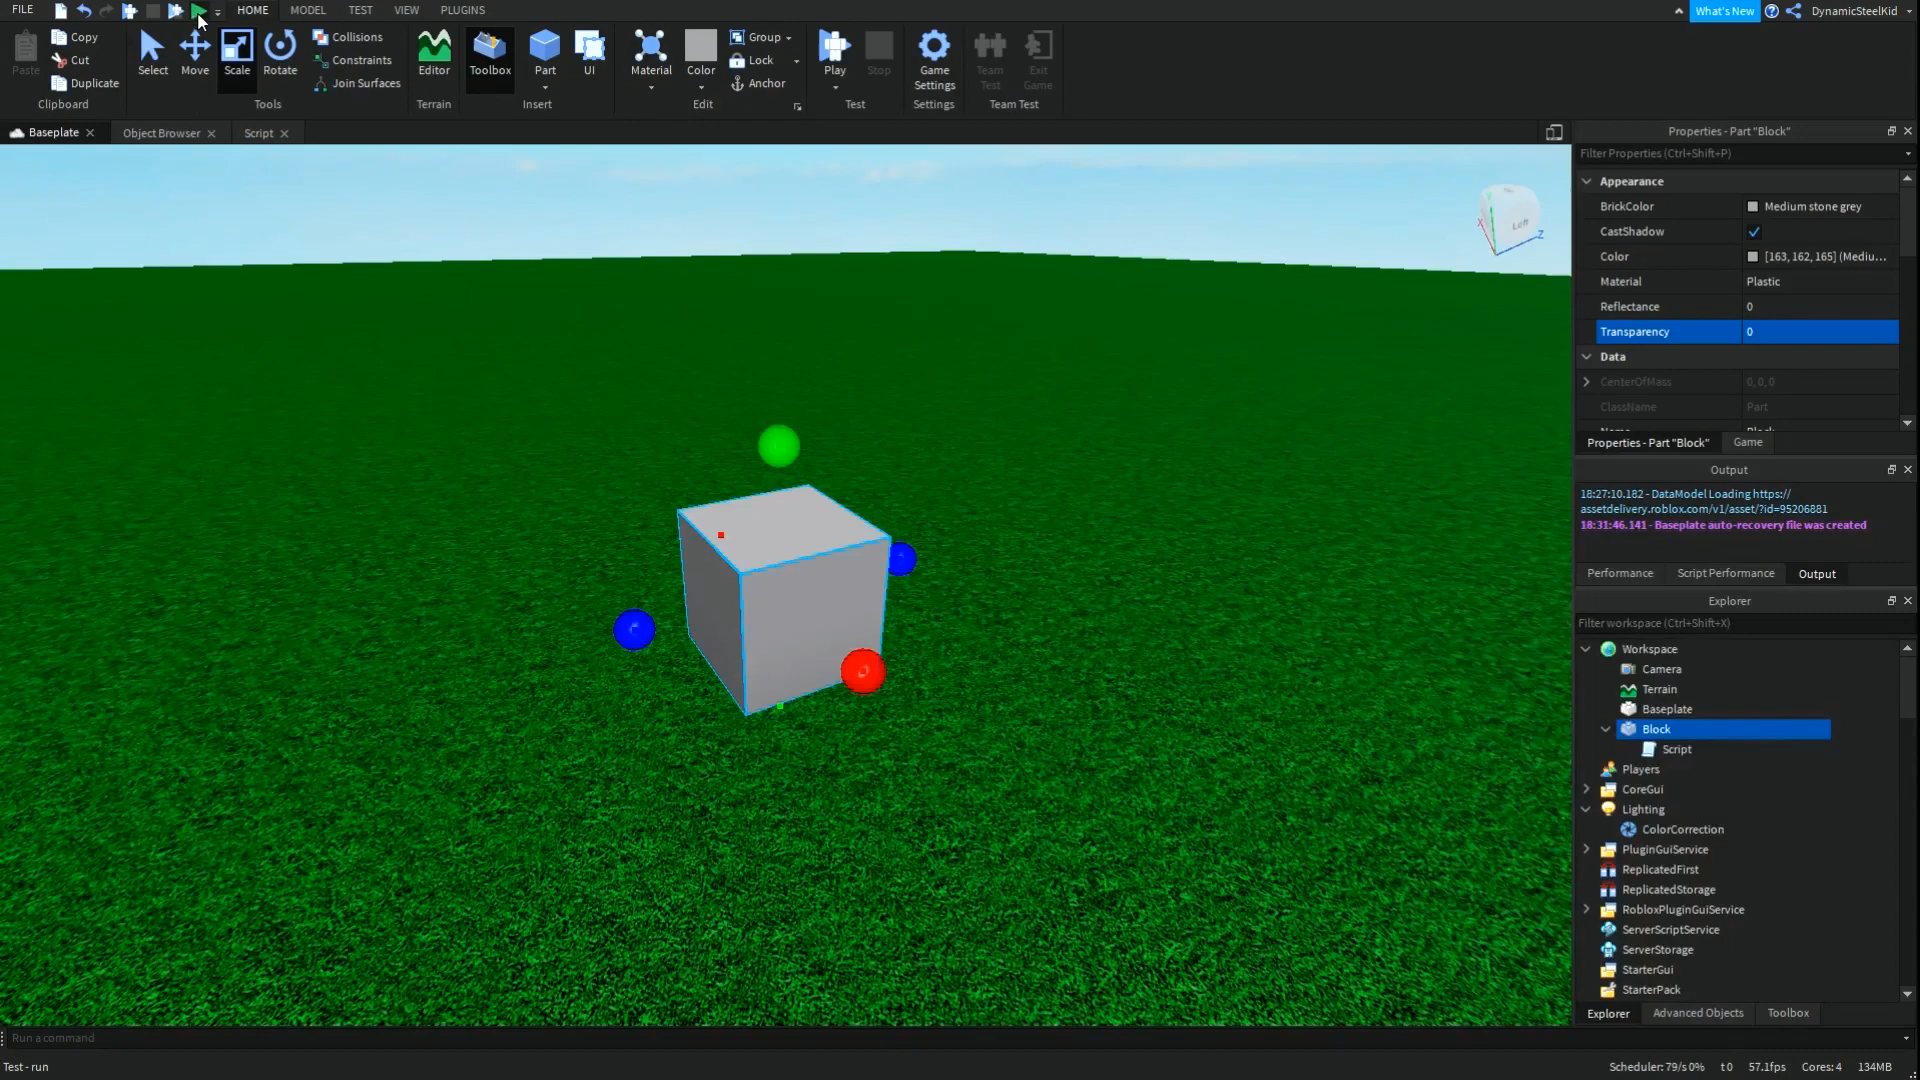 FILE
HOME
MODEL
TEST
VIEW
PLUGINS
What's New
DynamicSteelKid
Paste
Copy
Cut
Duplicate
Clipboard
Select
Move
Scale
Rotate
Collisions
Constraints
Join Surfaces
Tools
Editor
Terrain
Toolbox
Part
UI
Insert
Material
Color
Group
Lock
Anchor
Edit
Play
Stop
Test
Game
Settings
Settings
Team
Test
Exit
Game
Team Test
Baseplate
Object Browser
Script
Left
X
Z
Properties - Part "Block"
Filter Properties (Ctrl+Shift+P)
Appearance
BrickColor Medium stone grey
CastShadow
Color [163, 162, 165] (Mediu...
Material Plastic
Reflectance 0
Transparency 0
Data
CenterOfMass 0, 0, 0
ClassName Part
Properties - Part "Block" Game
Output
18:27:10.182 - DataModel Loading https://
assetdelivery.roblox.com/v1/asset/?id=95206881
18:31:46.141 - Baseplate auto-recovery file was created
Performance Script Performance Output
Explorer
Filter workspace (Ctrl+Shift+X)
Workspace
Camera
Terrain
Baseplate
Block
Script
Players
CoreGui
Lighting
ColorCorrection
PluginGuiService
ReplicatedFirst
ReplicatedStorage
RobloxPluginGuiService
ServerScriptService
ServerStorage
StarterGui
StarterPack
Explorer Advanced Objects Toolbox
Run a command
Test - run
Scheduler: 79/s 0% t 0 57.1fps Cores: 4 134MB